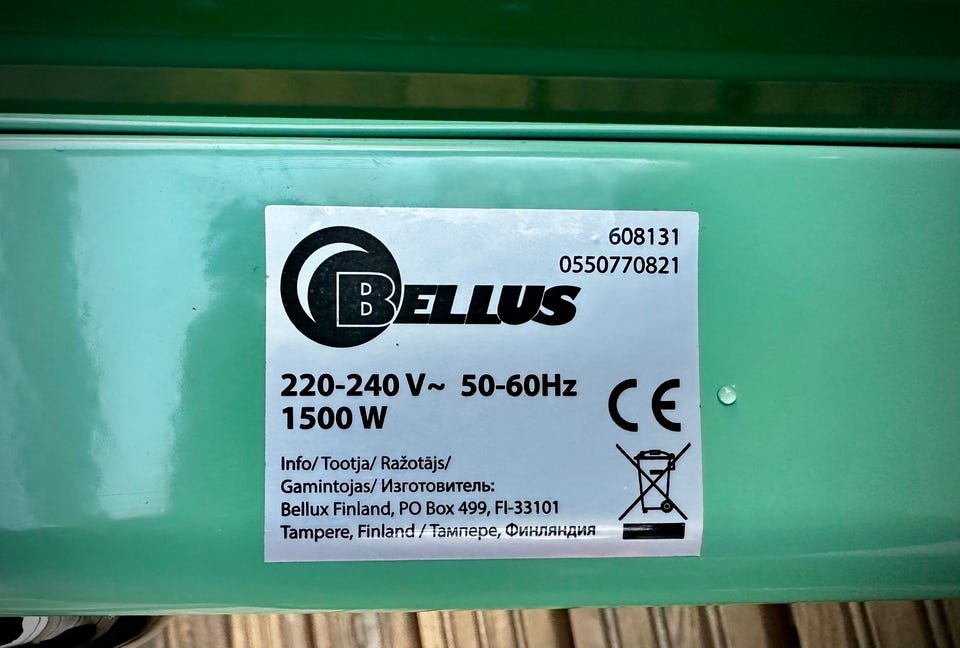 608131
0550770821
BELLUS
220-240 V~ 50-60Hz
1500 W
CE
Info/ Tootja/ Ražotājs/
Gamintojas/ Изготовитель:
Bellux Finland, PO Box 499, FI-33101
Tampere, Finland / Тампере, Финляндия